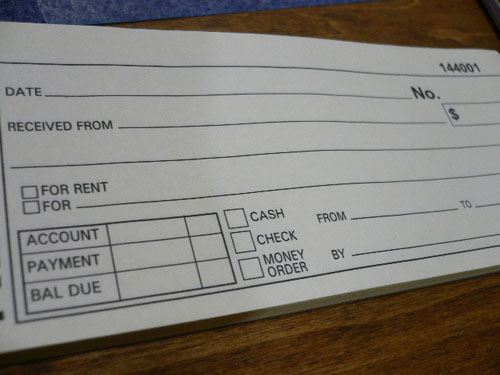 144001
DATE No.
RECEIVED FROM $
FOR RENT
FOR
ACCOUNT CASH FROM TO
PAYMENT CHECK
BAL DUE MONEY ORDER BY